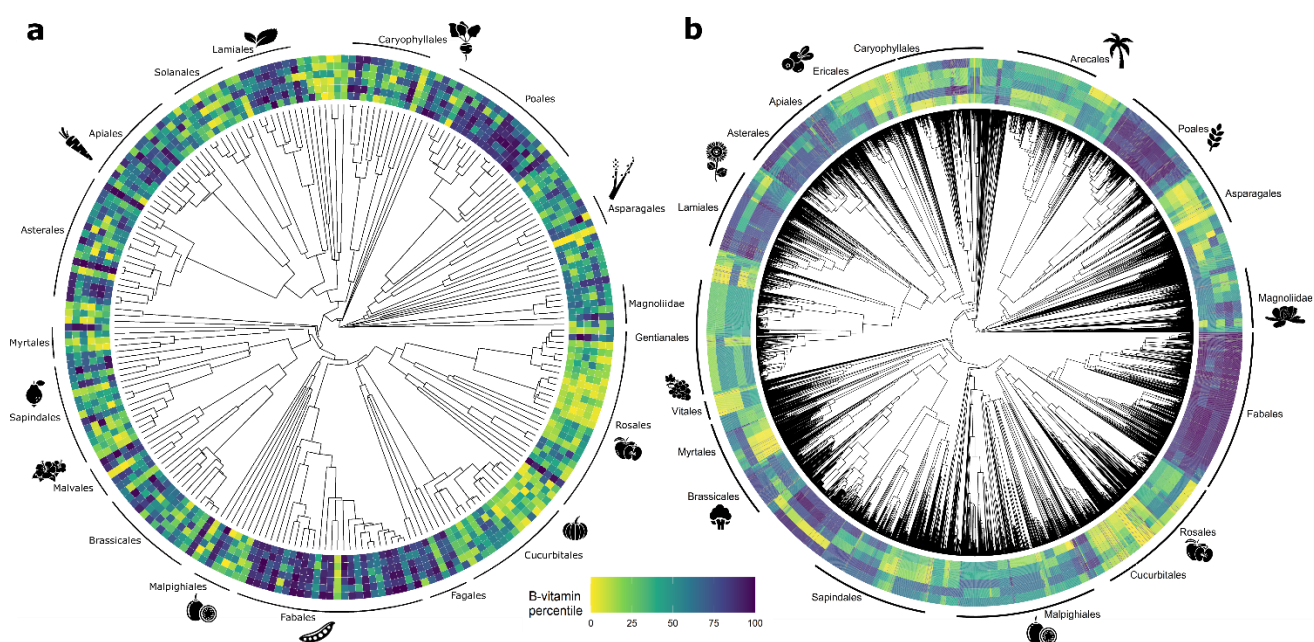 a
Lamiales
Caryophyllales
Solanales
Poales
Apiales
Asparagales
Asterales
Magnoliidae
Myrtales
Gentianales
Sapindales
Rosales
Malvales
Brassicales
Cucurbitales
Malpighiales
Fagales
Fabales
B-vitamin
percentile
0 25 50 75 100
b
Caryophyllales
Arecales
Ericales
Apiales
Poales
Asterales
Asparagales
Lamiales
Magnoliidae
Vitales
Fabales
Myrtales
Brassicales
Rosales
Cucurbitales
Sapindales
Malpighiales